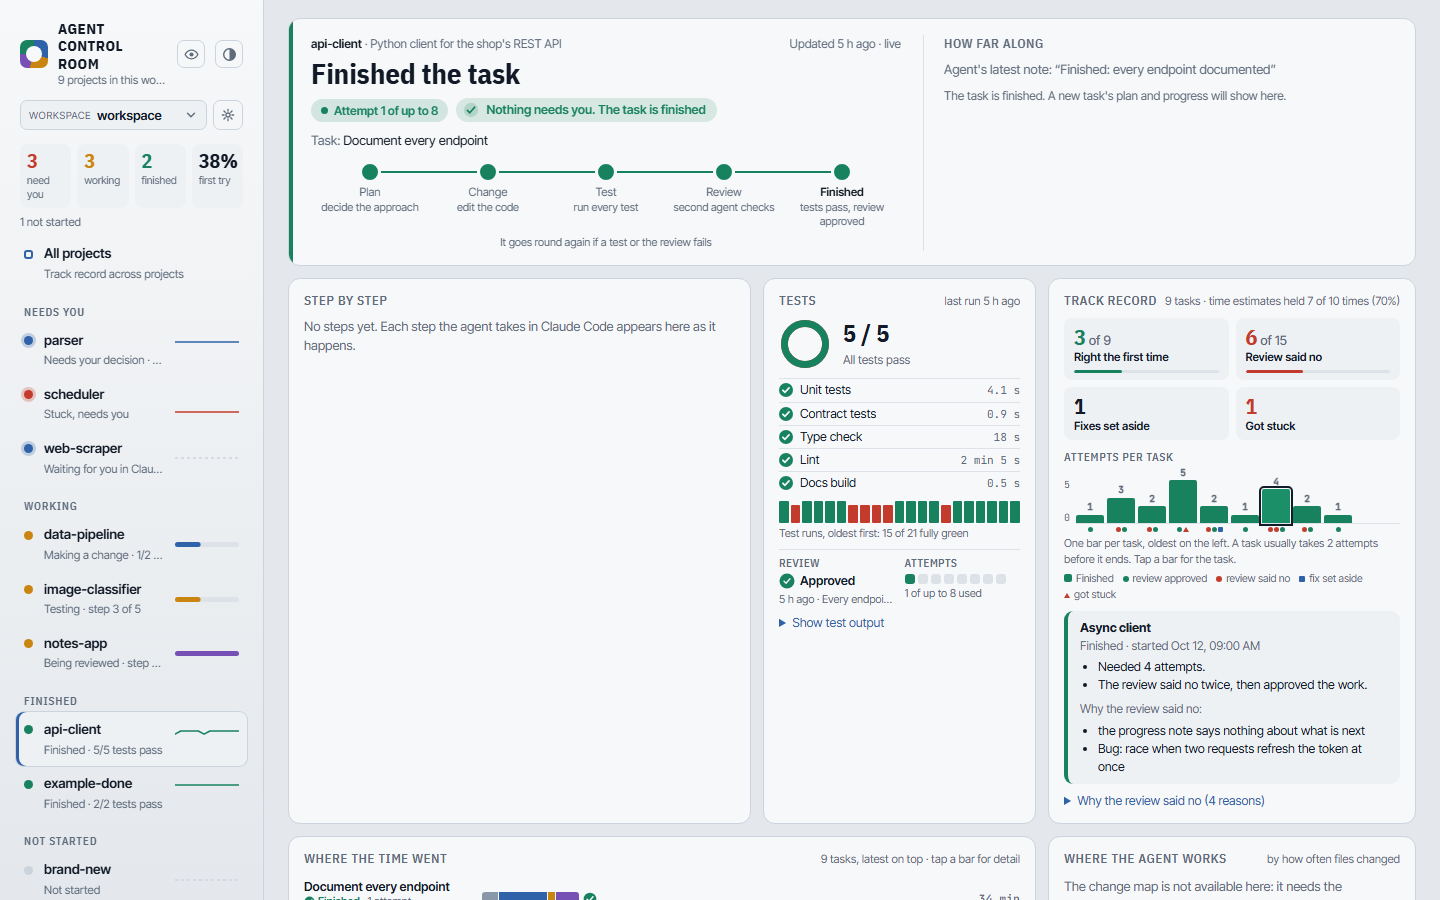 AGENT
CONTROL
ROOM
9 projects in this wo...
WORKSPACE workspace
3 need you
3 working
2 finished
38% first try
1 not started
All projects
Track record across projects
NEEDS YOU
parser
Needs your decision · ...
scheduler
Stuck, needs you
web-scraper
Waiting for you in Clau...
WORKING
data-pipeline
Making a change · 1/2 ...
image-classifier
Testing · step 3 of 5
notes-app
Being reviewed · step ...
FINISHED
api-client
Finished · 5/5 tests pass
example-done
Finished · 2/2 tests pass
NOT STARTED
brand-new
Not started
api-client · Python client for the shop's REST API
Updated 5 h ago · live
Finished the task
Attempt 1 of up to 8
Nothing needs you. The task is finished
Task: Document every endpoint
Plan
decide the approach
Change
edit the code
Test
run every test
Review
second agent checks
Finished
tests pass, review
approved
It goes round again if a test or the review fails
HOW FAR ALONG
Agent's latest note: “Finished: every endpoint documented”
The task is finished. A new task's plan and progress will show here.
STEP BY STEP
No steps yet. Each step the agent takes in Claude Code appears here as it
happens.
TESTS
last run 5 h ago
5 / 5
All tests pass
Unit tests 4.1 s
Contract tests 0.9 s
Type check 18 s
Lint 2 min 5 s
Docs build 0.5 s
Test runs, oldest first: 15 of 21 fully green
REVIEW
Approved
5 h ago · Every endpoi...
ATTEMPTS
1 of up to 8 used
Show test output
TRACK RECORD
9 tasks · time estimates held 7 of 10 times (70%)
3 of 9
Right the first time
6 of 15
Review said no
1
Fixes set aside
1
Got stuck
ATTEMPTS PER TASK
5
0
1 3 2 5 2 1 4 2 1
One bar per task, oldest on the left. A task usually takes 2 attempts
before it ends. Tap a bar for the task.
Finished review approved review said no fix set aside
got stuck
Async client
Finished · started Oct 12, 09:00 AM
Needed 4 attempts.
The review said no twice, then approved the work.
Why the review said no:
the progress note says nothing about what is next
Bug: race when two requests refresh the token at
once
Why the review said no (4 reasons)
WHERE THE TIME WENT
9 tasks, latest on top · tap a bar for detail
Document every endpoint
Finished · 1 attempt
34 min
WHERE THE AGENT WORKS
by how often files changed
The change map is not available here: it needs the